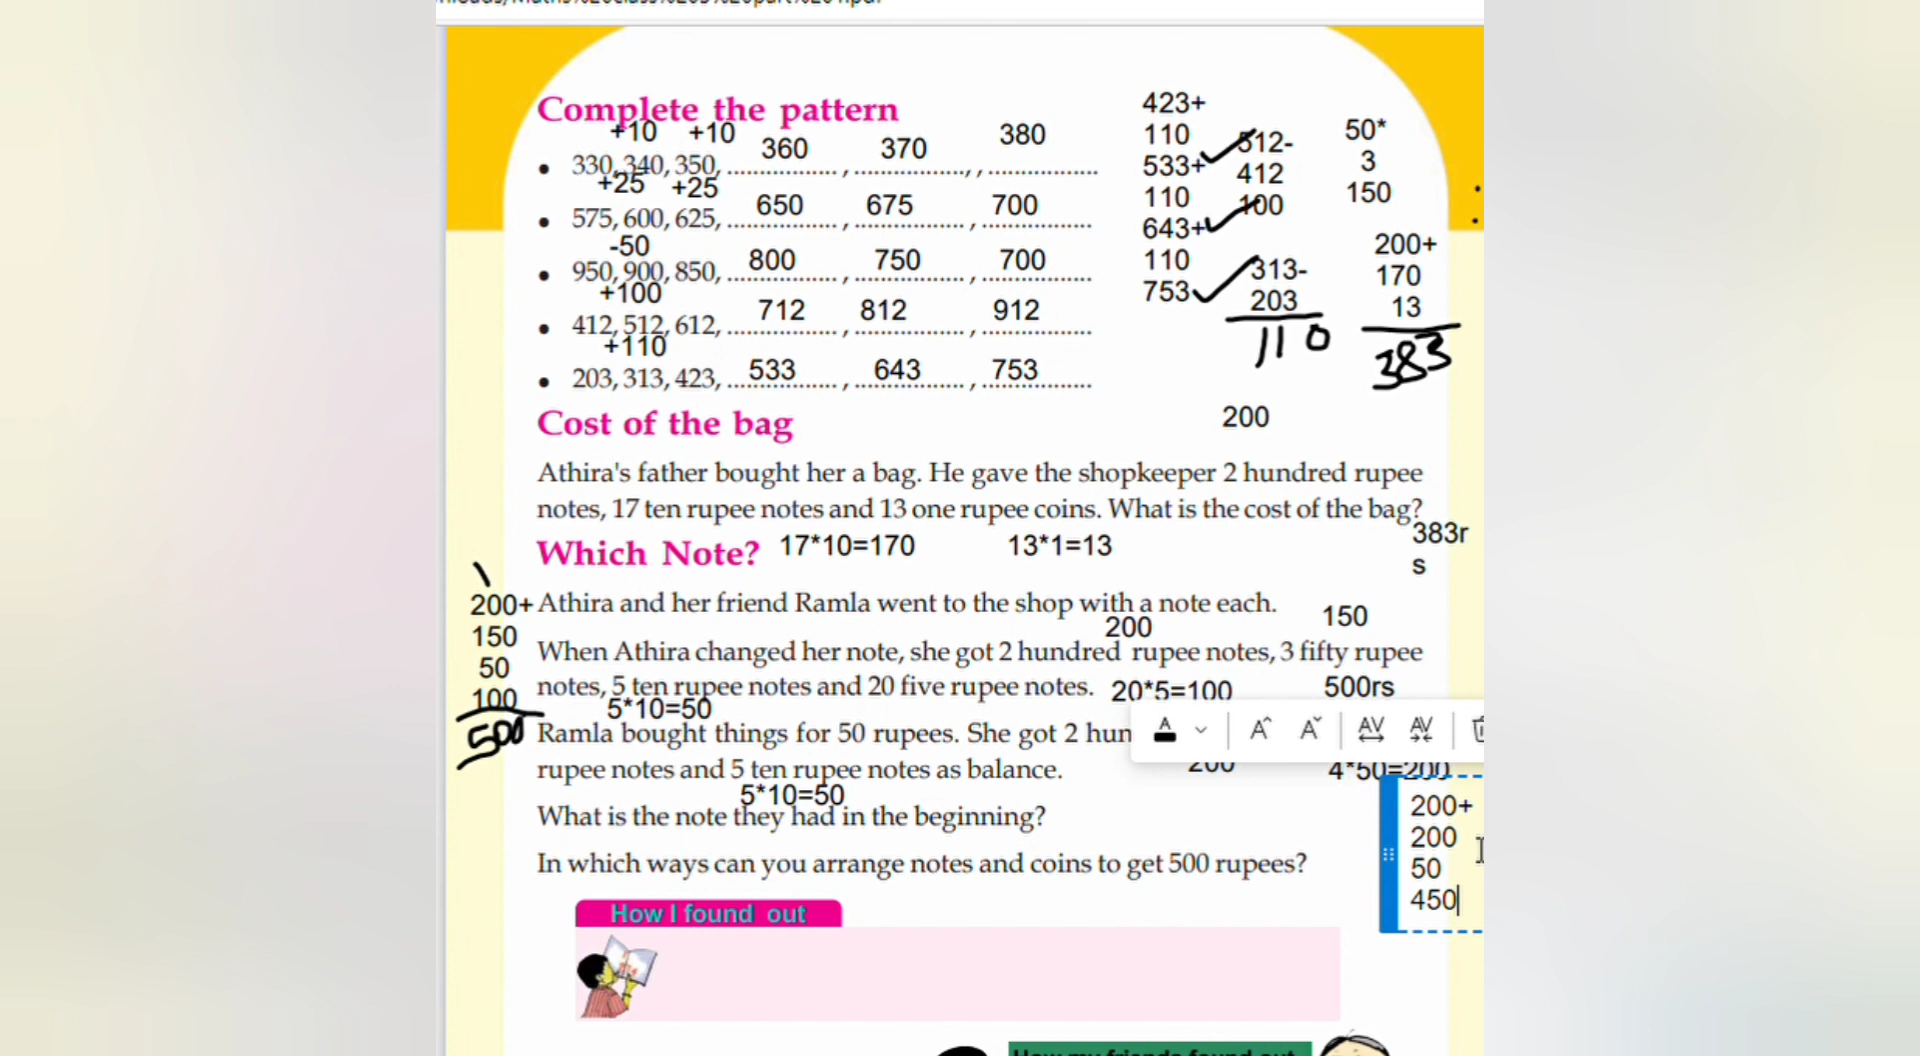 Complete the pattern
+10 +10
330, 340, 350, 360, 370, , 380
+25 +25
575, 600, 625, 650, 675, 700
-50
950, 900, 850, 800, 750, 700
+100
412, 512, 612, 712, 812, 912
+110
203, 313, 423, 533, 643, 753
423+
110
533+
110
643+
110
753
512-
412
100
313-
203
110
50*
3
150
200+
170
13
383
Cost of the bag
200
Athira's father bought her a bag. He gave the shopkeeper 2 hundred rupee
notes, 17 ten rupee notes and 13 one rupee coins. What is the cost of the bag?
383r
s
Which Note?
17*10=170
13*1=13
200+
150
50
100
500
Athira and her friend Ramla went to the shop with a note each.
200
150
When Athira changed her note, she got 2 hundred rupee notes, 3 fifty rupee
notes, 5 ten rupee notes and 20 five rupee notes.
20*5=100
500rs
5*10=50
Ramla bought things for 50 rupees. She got 2 hun
rupee notes and 5 ten rupee notes as balance.
200
4*50=200
5*10=50
200+
200
50
450
What is the note they had in the beginning?
In which ways can you arrange notes and coins to get 500 rupees?
How I found out